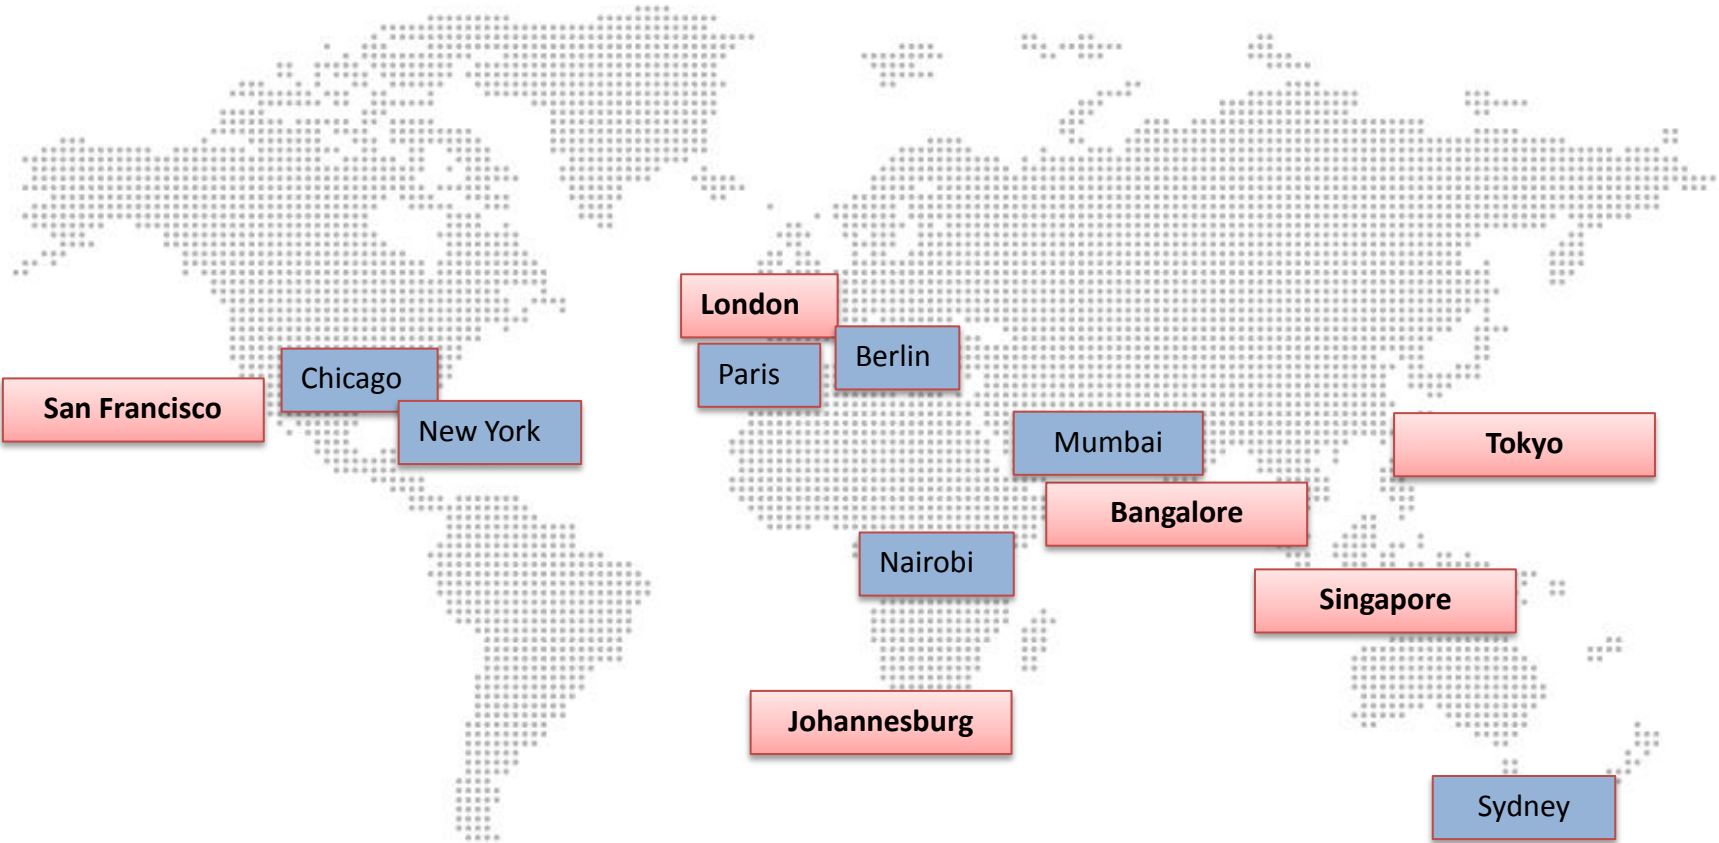 London
Berlin
Paris
Chicago
San Francisco
New York
Mumbai
Tokyo
Bangalore
Nairobi
Singapore
Johannesburg
Sydney